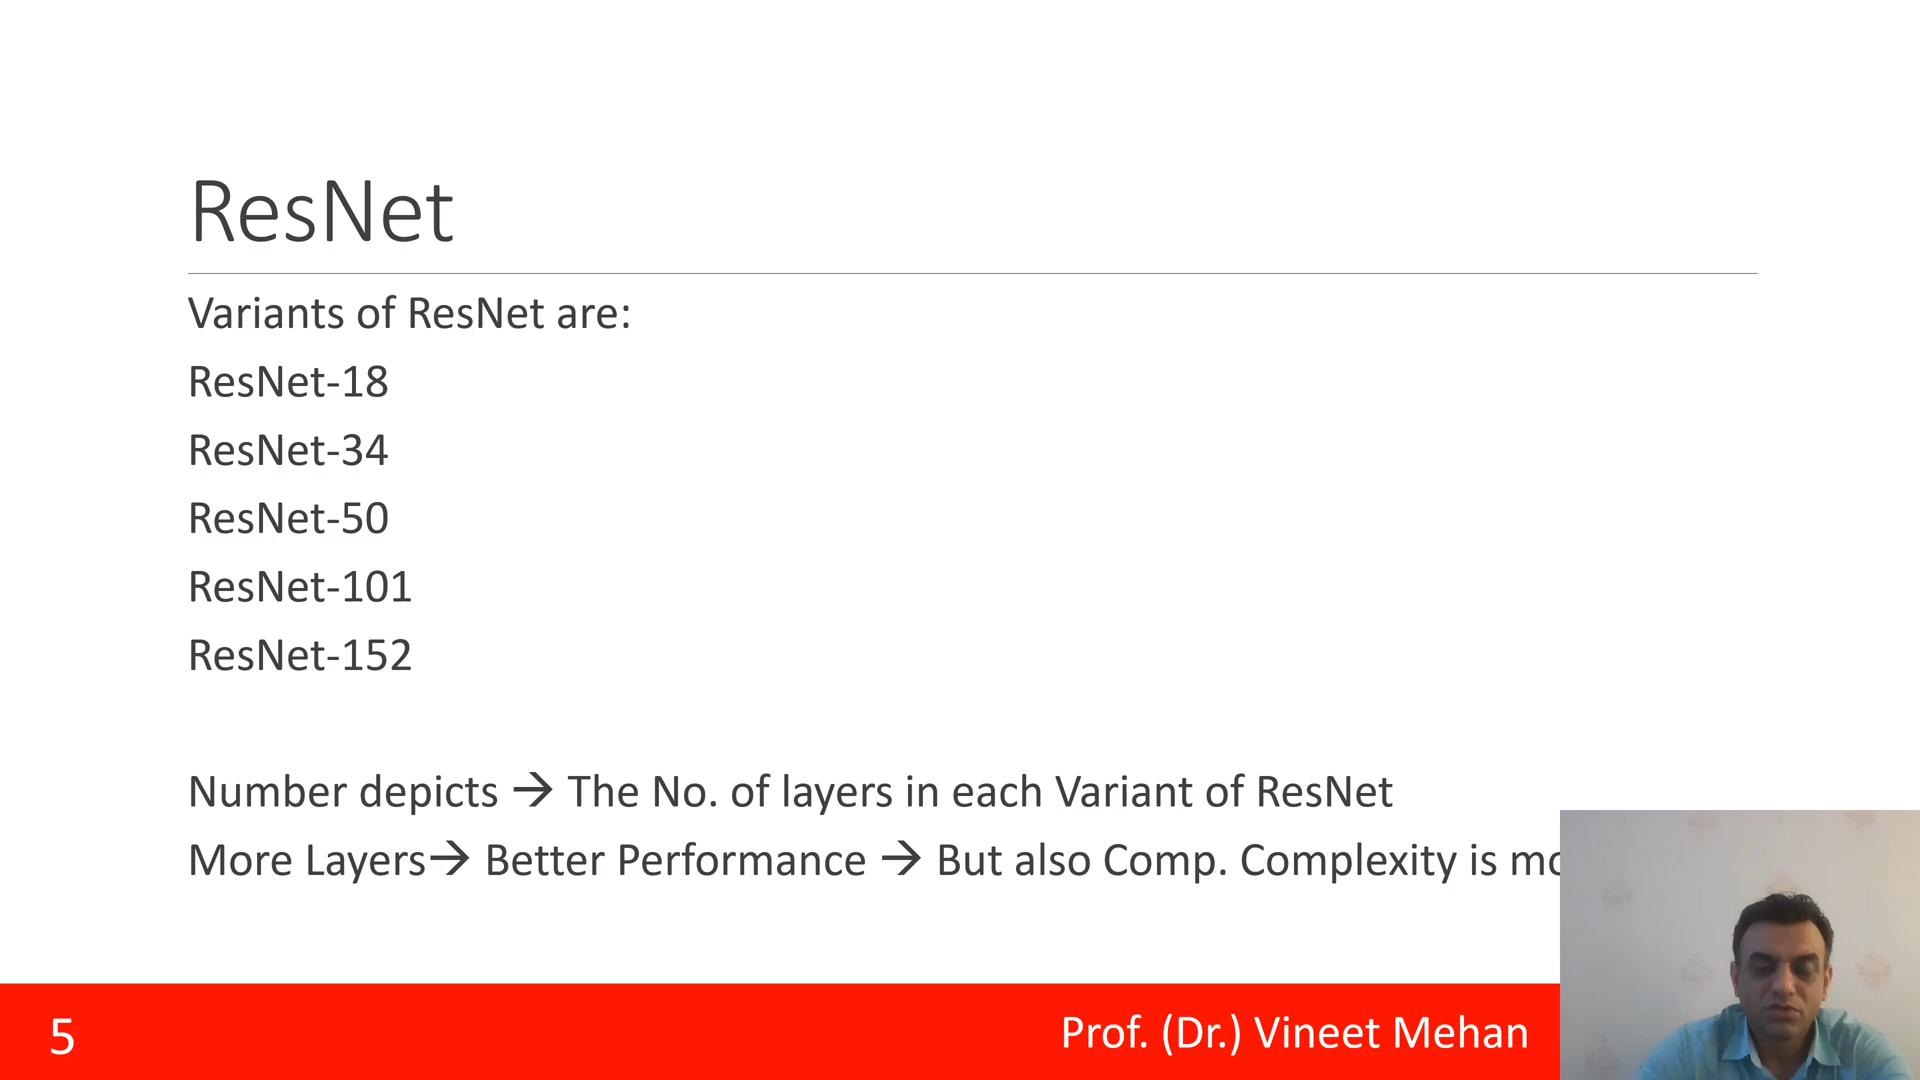 ResNet
Variants of ResNet are:
ResNet-18
ResNet-34
ResNet-50
ResNet-101
ResNet-152
Number depicts → The No. of layers in each Variant of ResNet
More Layers→ Better Performance → But also Comp. Complexity is
5
Prof. (Dr.) Vineet Mehan